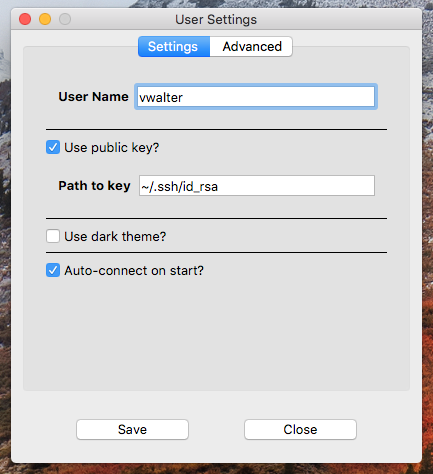 User Settings
Settings Advanced
User Name vwalter
Use public key?
Path to key ~/.ssh/id_rsa
Use dark theme?
Auto-connect on start?
Save Close